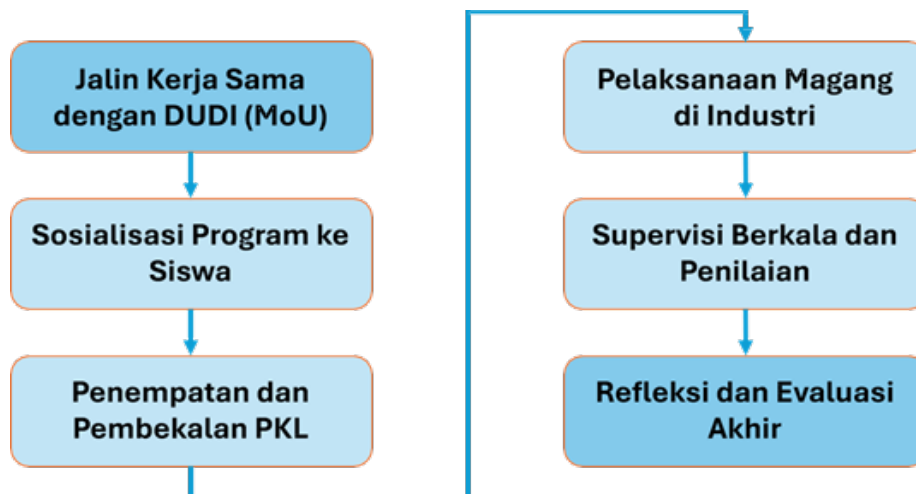 Jalin Kerja Sama
dengan DUDI (MoU)
Sosialisasi Program ke
Siswa
Penempatan dan
Pembekalan PKL
Pelaksanaan Magang
di Industri
Supervisi Berkala dan
Penilaian
Refleksi dan Evaluasi
Akhir